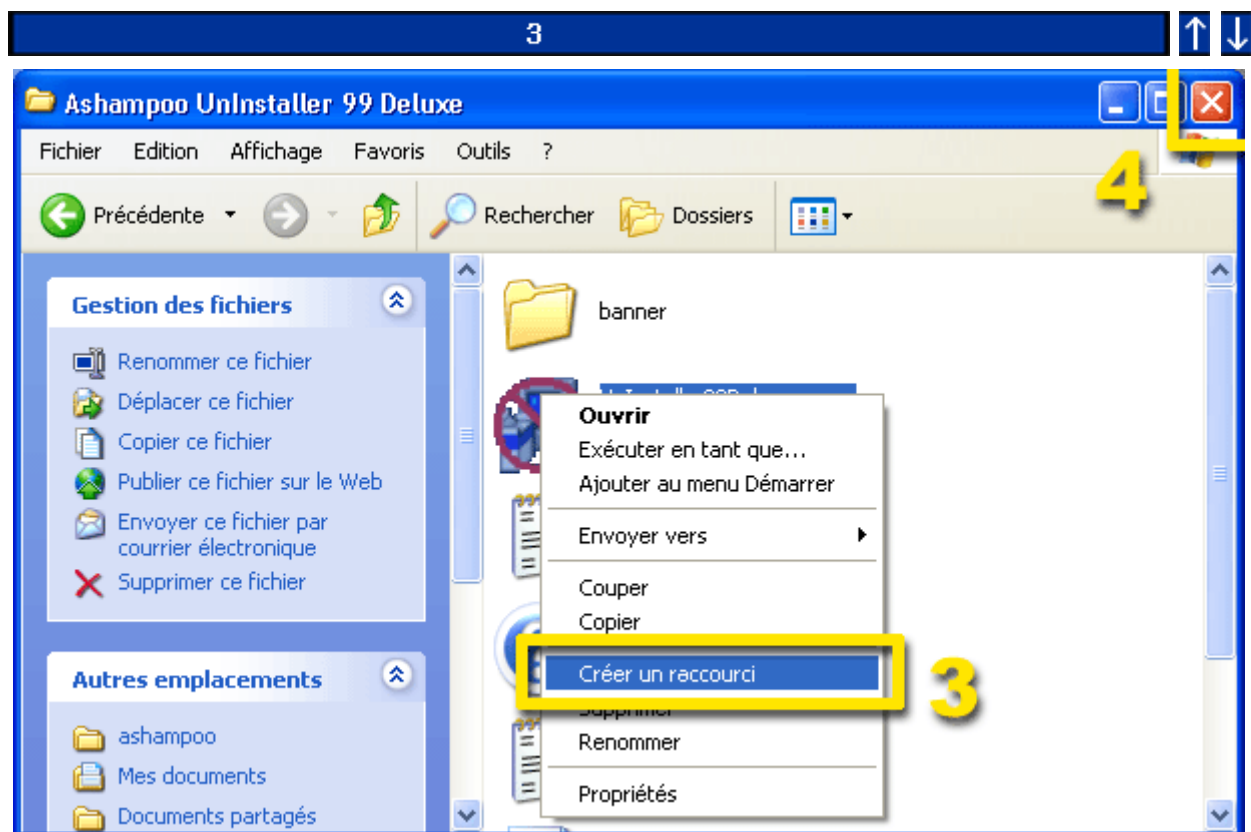 3
Ashampoo UnInstaller 99 Deluxe
Fichier Edition Affichage Favoris Outils ?
4
Précédente Rechercher Dossiers
Gestion des fichiers
Renommer ce fichier
Déplacer ce fichier
Copier ce fichier
Publier ce fichier sur le Web
Envoyer ce fichier par
courrier électronique
Supprimer ce fichier
Autres emplacements
ashampoo
Mes documents
Documents partagés
banner
Ouvrir
Exécuter en tant que...
Ajouter au menu Démarrer
Envoyer vers
Couper
Copier
Créer un raccourci
3
Supprimer
Renommer
Propriétés